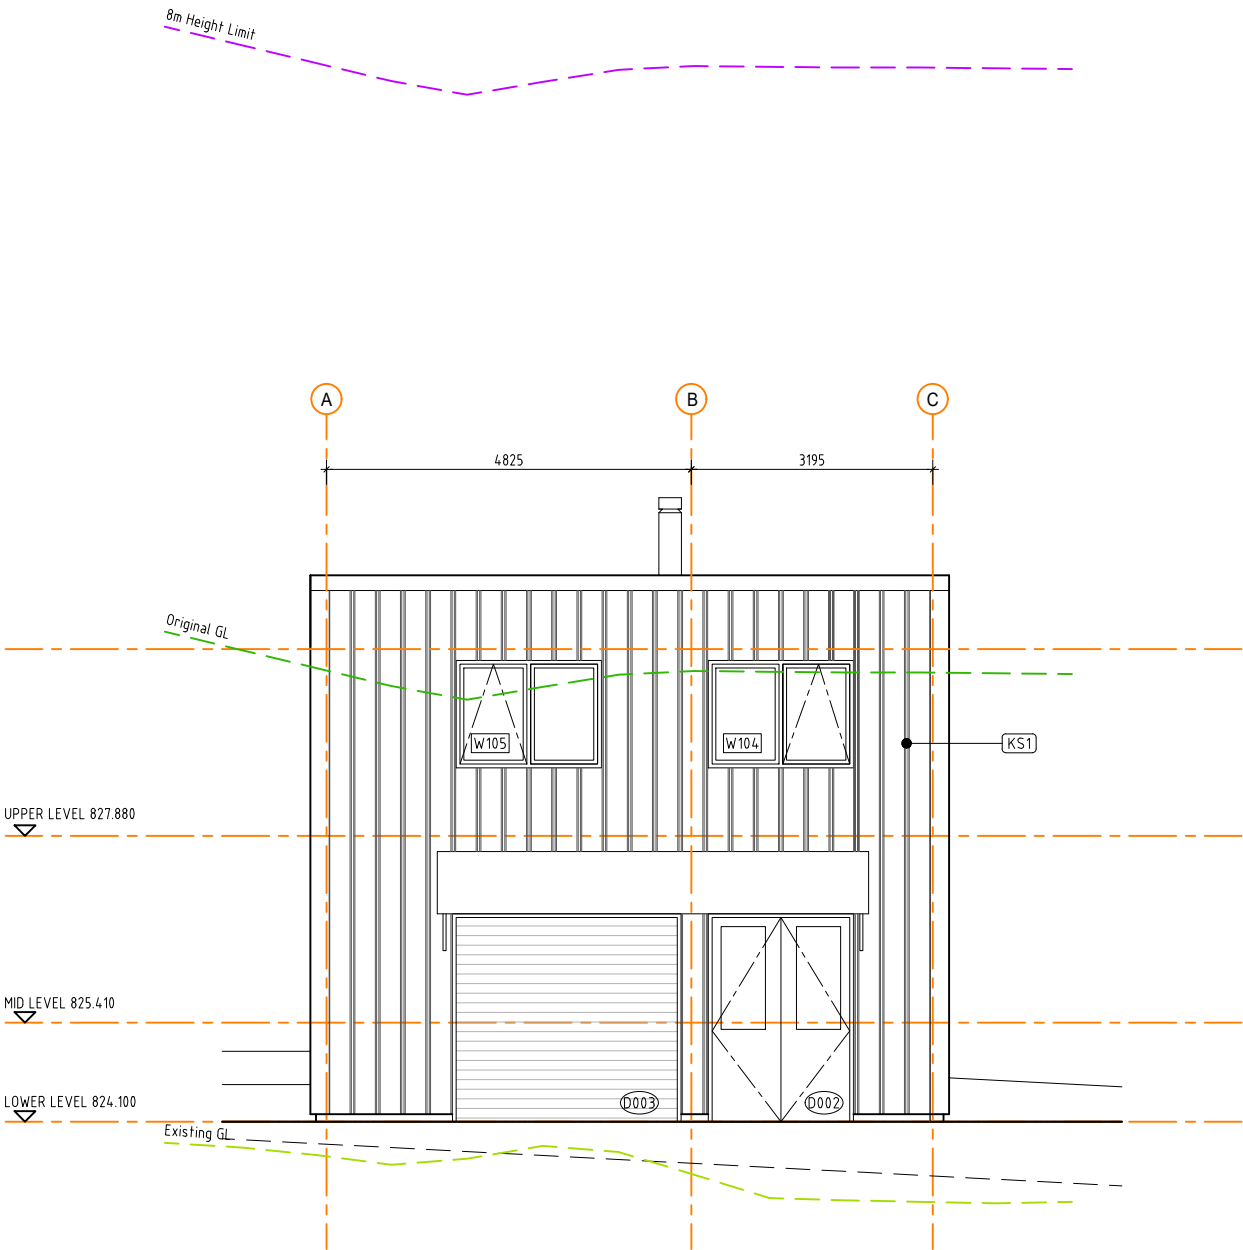 8m Height Limit
A
B
C
4825
3195
Original GL
W105
W104
KS1
UPPER LEVEL 827.880
MID LEVEL 825.410
LOWER LEVEL 824.100
D003
D002
Existing GL